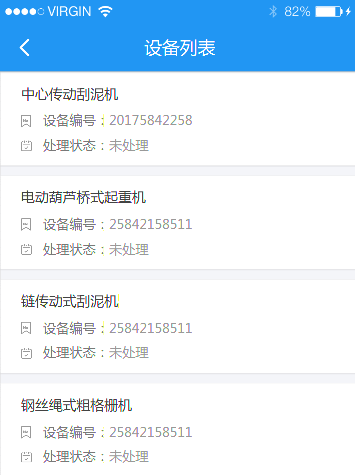 VIRGIN 82%
设备列表
中心传动刮泥机
设备编号：20175842258
处理状态：未处理
电动葫芦桥式起重机
设备编号：25842158511
处理状态：未处理
链传动式刮泥机
设备编号：25842158511
处理状态：未处理
钢丝绳式粗格栅机
设备编号：25842158511
处理状态：未处理